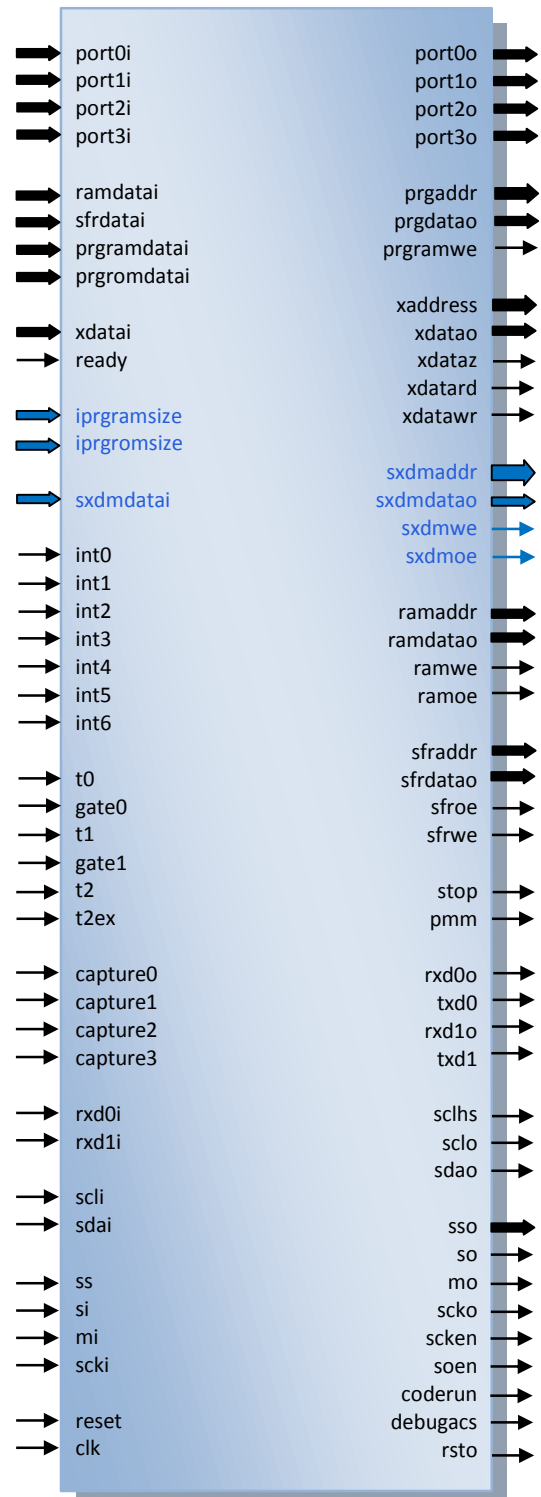 port0i
port1i
port2i
port3i
ramdatai
sfrdatai
prgramdatai
prgromdatai
xdatai
ready
iprgramsize
iprgromsize
sxdmdatai
int0
int1
int2
int3
int4
int5
int6
t0
gate0
t1
gate1
t2
t2ex
capture0
capture1
capture2
capture3
rxd0i
rxd1i
scli
sdai
ss
si
mi
scki
reset
clk
port0o
port1o
port2o
port3o
prgaddr
prgdatao
prgramwe
xaddress
xdatao
xdataz
xdatard
xdatawr
sxdmaddr
sxdmdatao
sxdmwe
sxdmoe
ramaddr
ramdatao
ramwe
ramoe
sfraddr
sfrdatao
sfroe
sfrwe
stop
pmm
rxd0o
txd0
rxd1o
txd1
sclhs
sclo
sdao
sso
so
mo
scko
scken
soen
coderun
debugacs
rsto